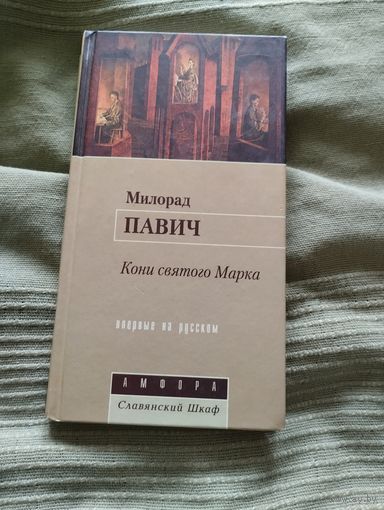 Милорад
ПАВИЧ
Кони святого Марка
впервые на русском
АМФОРА
Славянский Шкаф